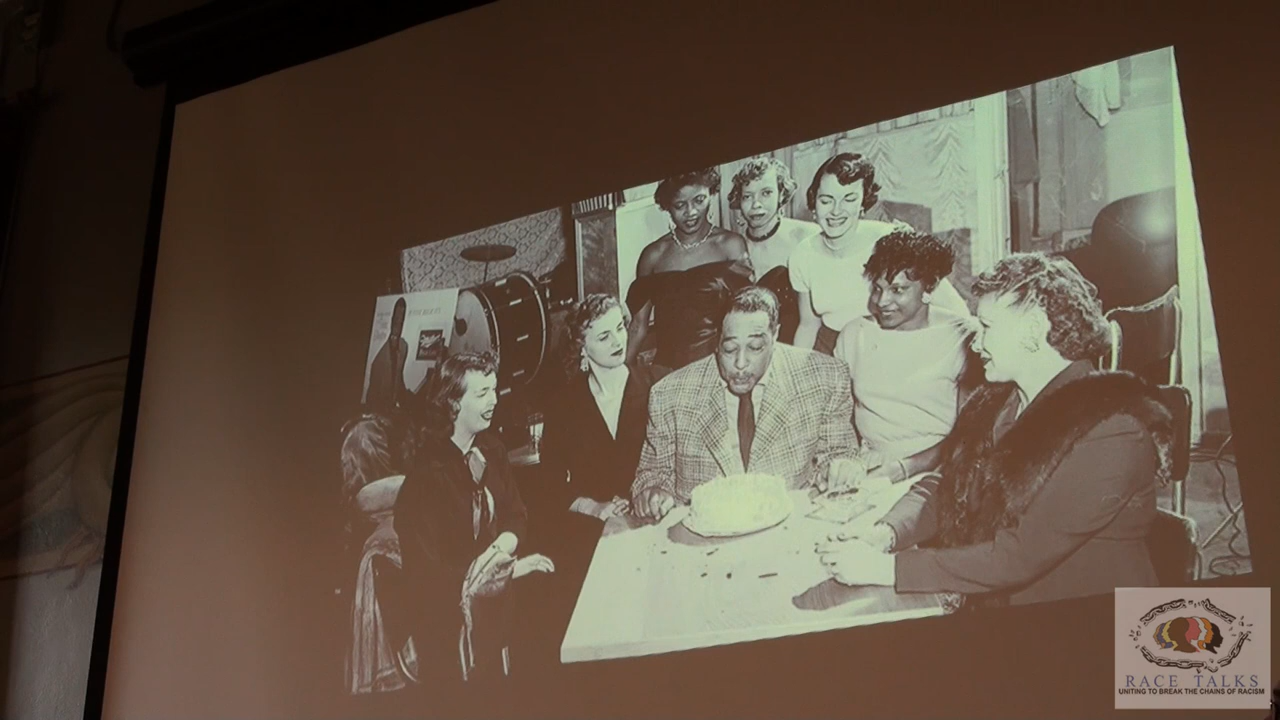 RACE TALKS
UNITING TO BREAK THE CHAINS OF RACISM